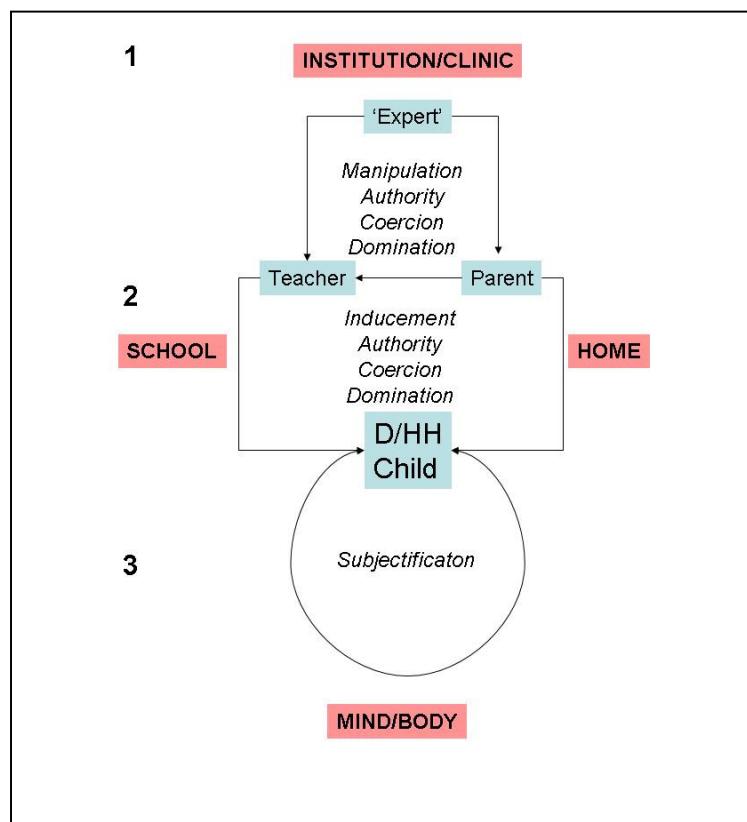 1
INSTITUTION/CLINIC
‘Expert’
Manipulation
Authority
Coercion
Domination
Teacher
Parent
2
Inducement
SCHOOL
Authority
HOME
Coercion
Domination
D/HH
Child
3
Subjectificaton
MIND/BODY